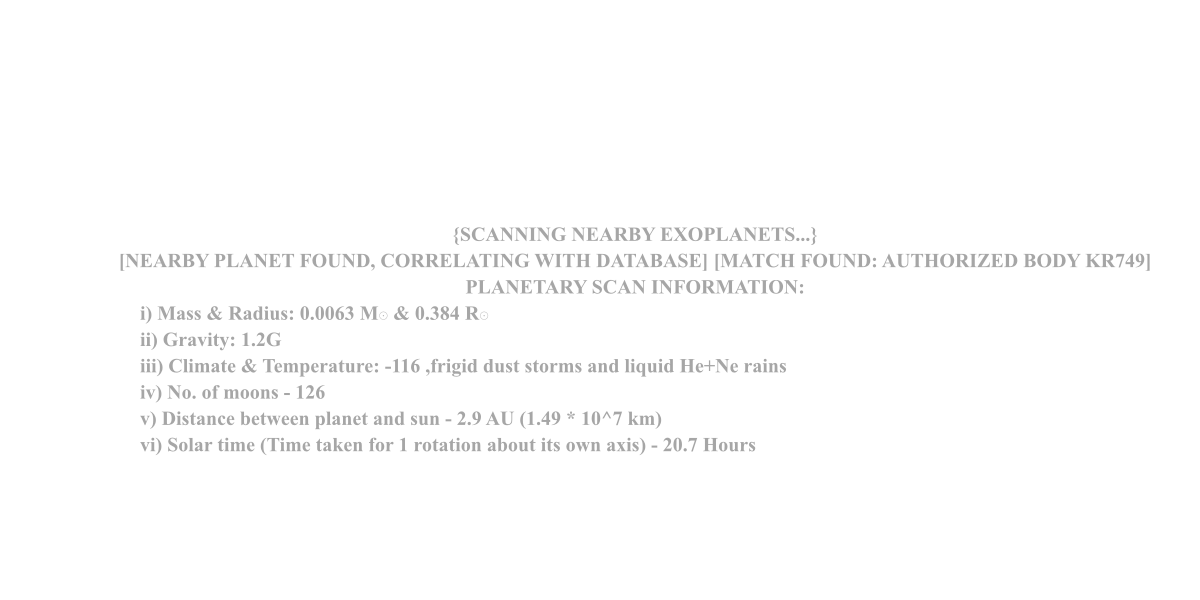 {SCANNING NEARBY EXOPLANETS...}
[NEARBY PLANET FOUND, CORRELATING WITH DATABASE] [MATCH FOUND: AUTHORIZED BODY KR749]
PLANETARY SCAN INFORMATION:
i) Mass & Radius: 0.0063 M☉ & 0.384 R☉
ii) Gravity: 1.2G
iii) Climate & Temperature: -116 ,frigid dust storms and liquid He+Ne rains
iv) No. of moons - 126
v) Distance between planet and sun - 2.9 AU (1.49 * 10^7 km)
vi) Solar time (Time taken for 1 rotation about its own axis) - 20.7 Hours